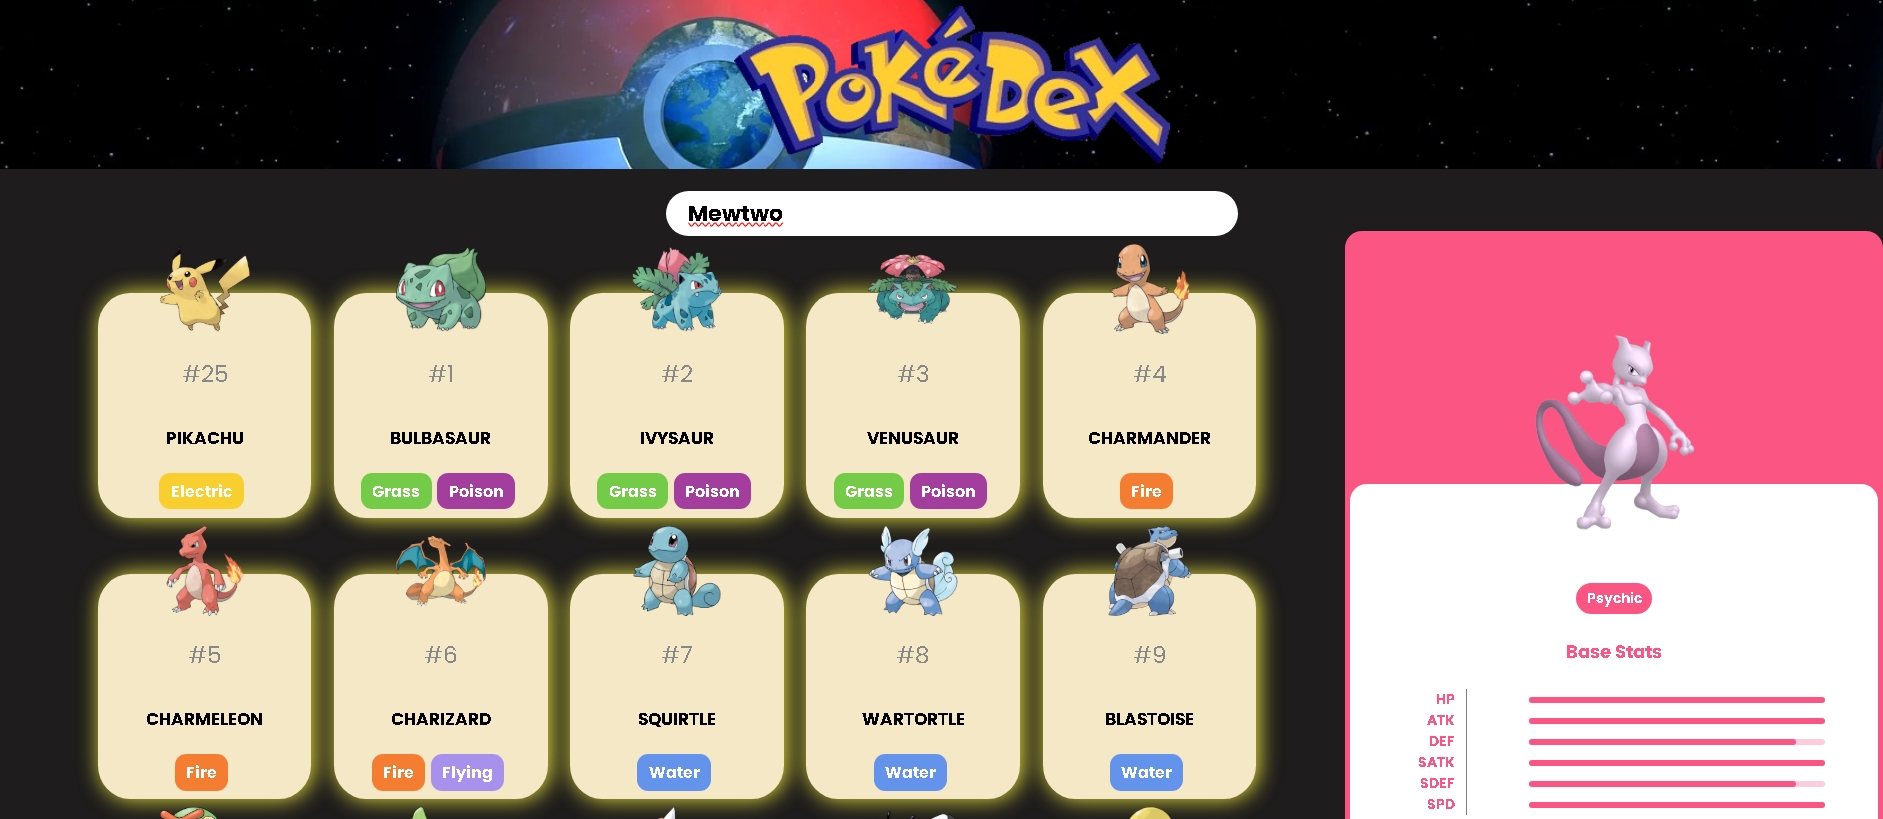 PoKéDeX
Mewtwo
#25
PIKACHU
Electric
#1
BULBASAUR
Grass Poison
#2
IVYSAUR
Grass Poison
#3
VENUSAUR
Grass Poison
#4
CHARMANDER
Fire
#5
CHARMELEON
Fire
#6
CHARIZARD
Fire Flying
#7
SQUIRTLE
Water
#8
WARTORTLE
Water
#9
BLASTOISE
Water
Psychic
Base Stats
HP
ATK
DEF
SATK
SDEF
SPD